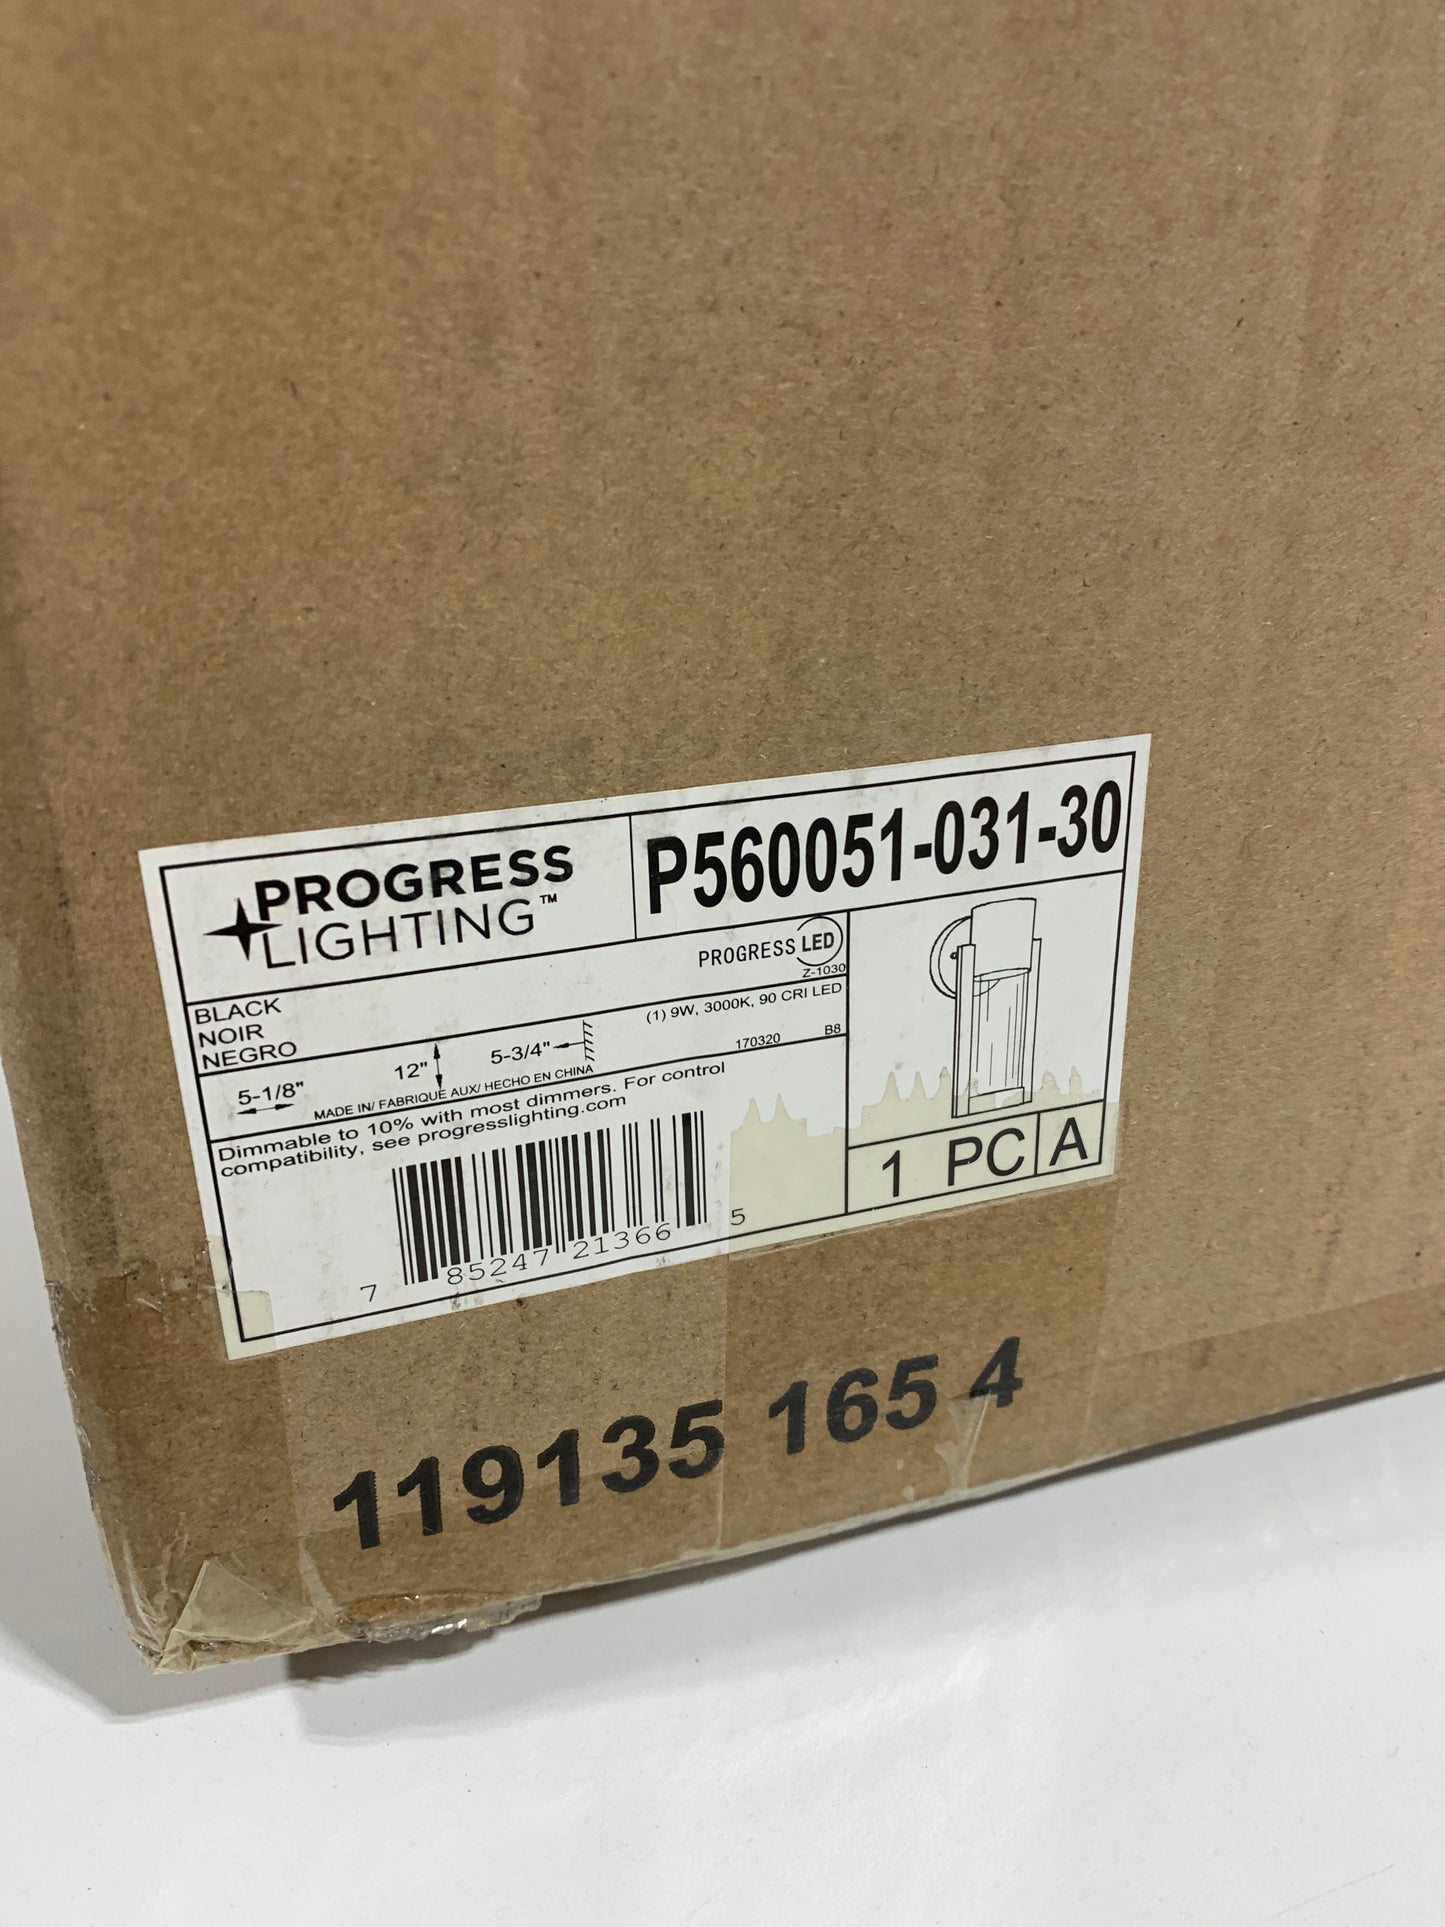 PROGRESS
LIGHTING™
P560051-031-30
PROGRESS LED
Z-1030
BLACK
NOIR
NEGRO
(1) 9W, 3000K, 90 CRI LED
5-1/8"
12"
5-3/4"
170320
B8
MADE IN/ FABRIQUE AUX/ HECHO EN CHINA
Dimmable to 10% with most dimmers. For control
compatibility, see progresslighting.com
7 85247 21366 5
1 PC
A
119135 165 4